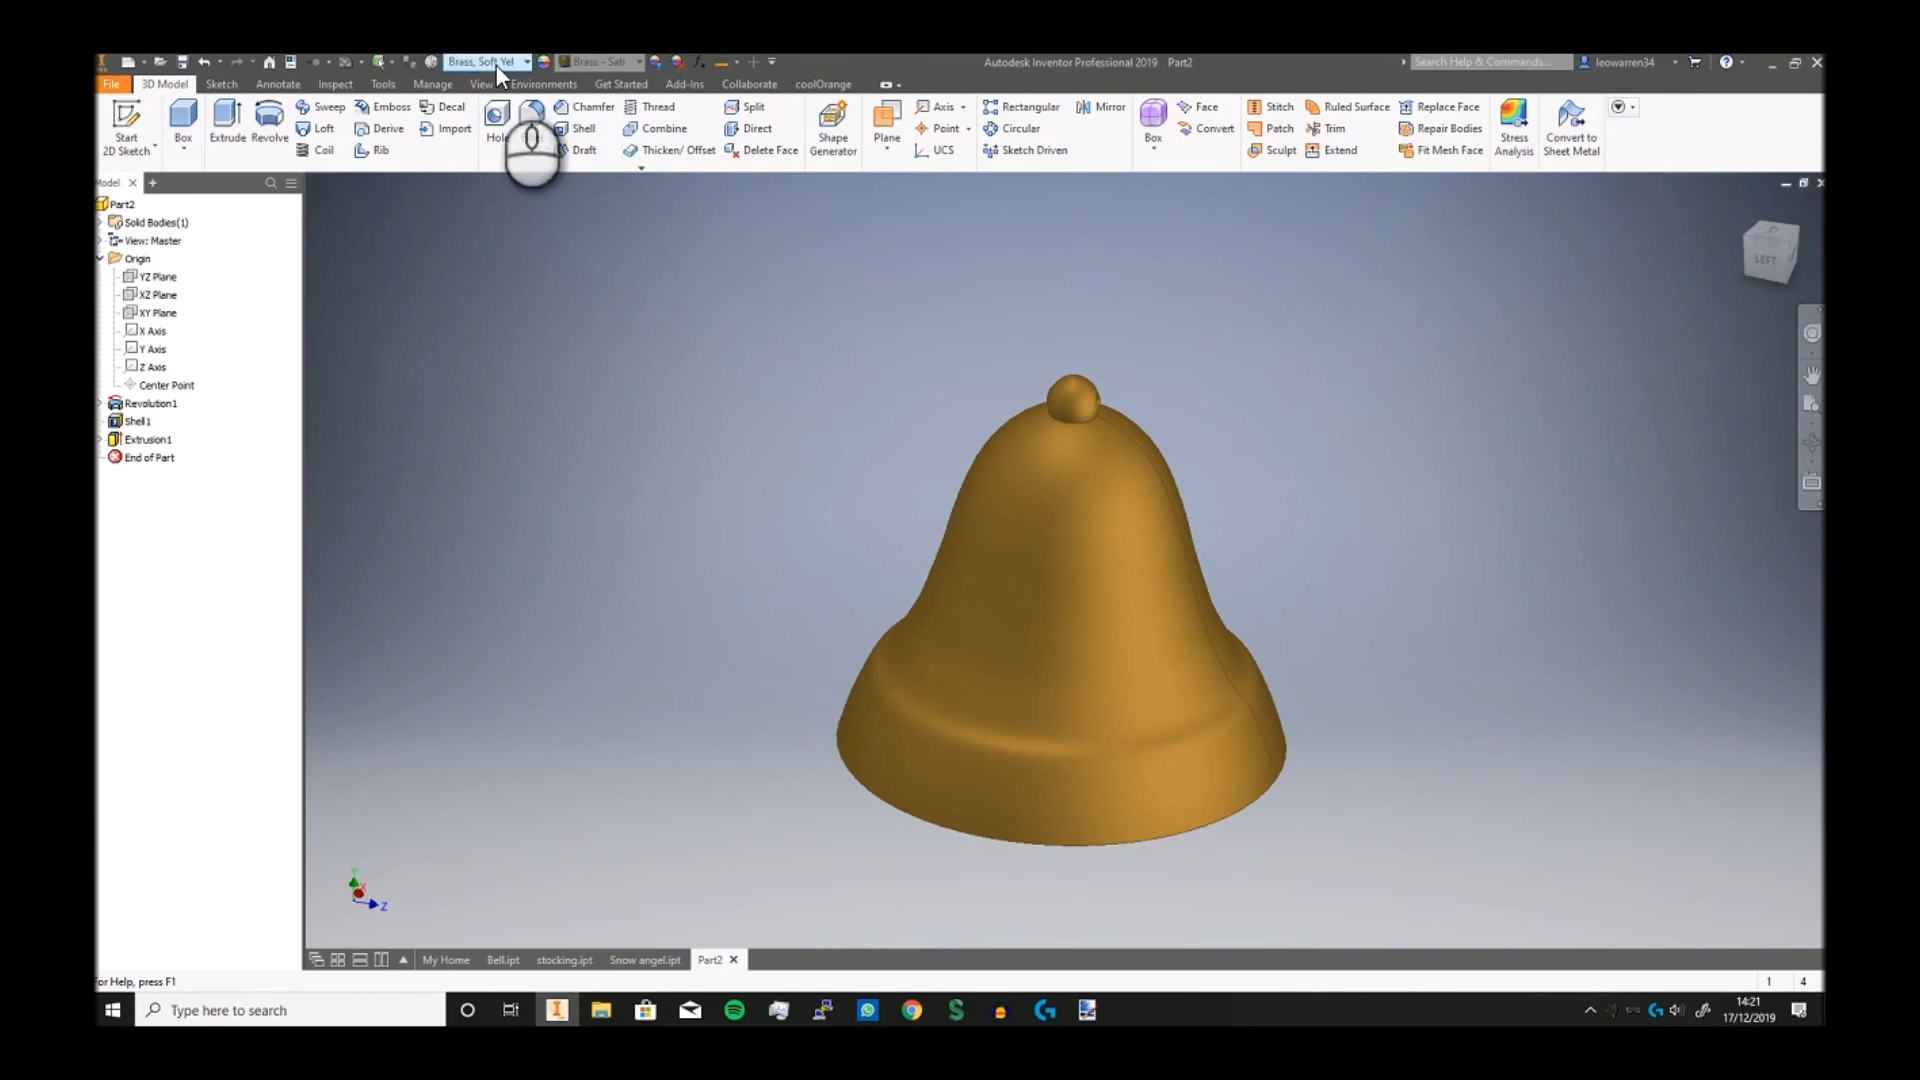 Brass, Soft Yel
Brass - Sati
Autodesk Inventor Professional 2019 Part2
Search Help & Commands...
leowarren34
File 3D Model Sketch Annotate Inspect Tools Manage View Environments Get Started Add-Ins Collaborate coolOrange
Start
2D Sketch
Box
Extrude
Revolve
Sweep
Emboss
Decal
Loft
Derive
Import
Coil
Rib
Chamfer
Thread
Split
Shell
Combine
Direct
Draft
Thicken/ Offset
Delete Face
Shape
Generator
Plane
Axis
Point
UCS
Rectangular
Mirror
Circular
Sketch Driven
Box
Face
Convert
Stitch
Ruled Surface
Replace Face
Patch
Trim
Repair Bodies
Sculpt
Extend
Fit Mesh Face
Stress
Analysis
Convert to
Sheet Metal
Part2
Solid Bodies(1)
View: Master
Origin
YZ Plane
XZ Plane
XY Plane
X Axis
Y Axis
Z Axis
Center Point
Revolution1
Shell1
Extrusion1
End of Part
LEFT
Y
X
Z
My Home Bell.ipt stocking.ipt Snow angel.ipt Part2
or Help, press F1
1 4
Type here to search
14:21
17/12/2019